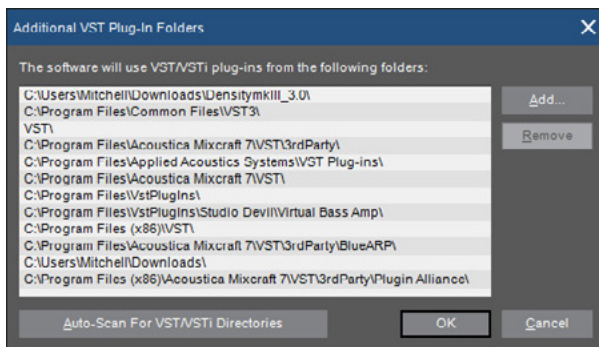 Additional VST Plug-In Folders
The software will use VST/VSTi plug-ins from the following folders:
C:\Users\Mitchell\Downloads\DensitymkIII_3.0\
C:\Program Files\Common Files\VST3\
VST\
C:\Program Files\Acoustica Mixcraft 7\VST\3rdParty\
C:\Program Files\Applied Acoustics Systems\VST Plug-ins\
C:\Program Files\Acoustica Mixcraft 7\VST\
C:\Program Files\VstPlugIns\
C:\Program Files\VstPlugIns\Studio Devil\Virtual Bass Amp\
C:\Program Files (x86)\VST\
C:\Program Files\Acoustica Mixcraft 7\VST\3rdParty\BlueARP\
C:\Users\Mitchell\Downloads\
C:\Program Files (x86)\Acoustica Mixcraft 7\VST\3rdParty\Plugin Alliance\
Add...
Remove
Auto-Scan For VST/VSTi Directories
OK
Cancel